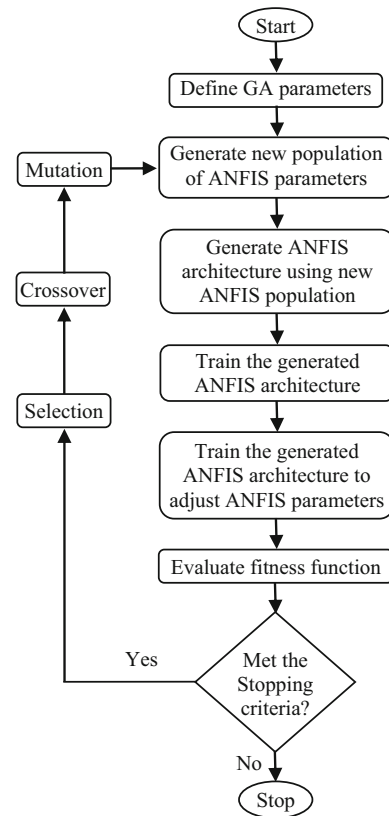 Start
Define GA parameters
Generate new population
of ANFIS parameters
Mutation
Generate ANFIS
architecture using new
ANFIS population
Crossover
Train the generated
ANFIS architecture
Selection
Train the generated
ANFIS architecture to
adjust ANFIS parameters
Evaluate fitness function
Yes
Met the
Stopping
criteria?
No
Stop